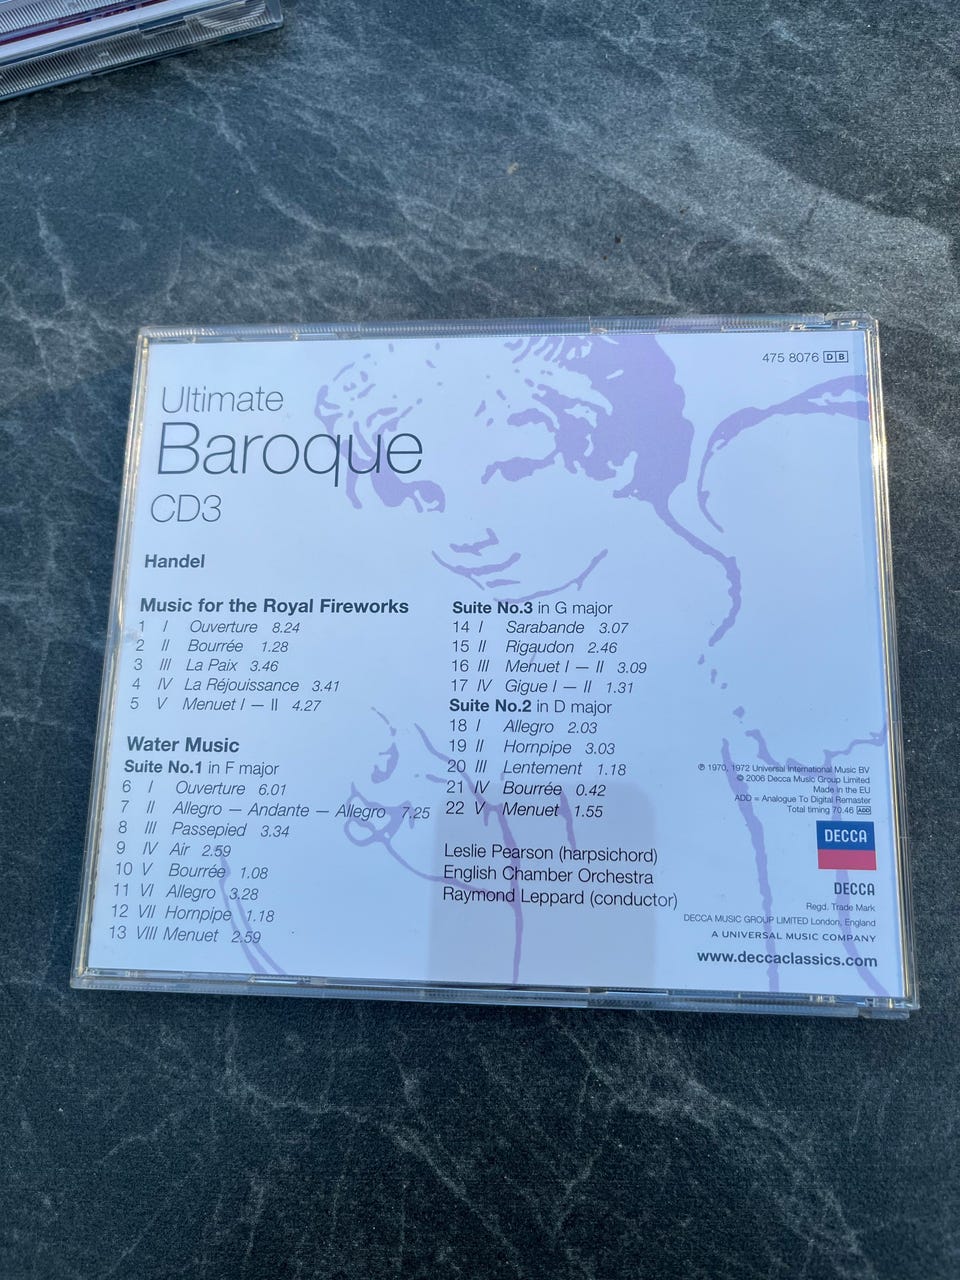 475 8076 DB
Ultimate
Baroque
CD3
Handel
Music for the Royal Fireworks
1 I Ouverture 8.24
2 II Bourrée 1.28
3 III La Paix 3.46
4 IV La Réjouissance 3.41
5 V Menuet I – II 4.27
Water Music
Suite No.1 in F major
6 I Ouverture 6.01
7 II Allegro – Andante – Allegro 7.25
8 III Passepied 3.34
9 IV Air 2.59
10 V Bourrée 1.08
11 VI Allegro 3.28
12 VII Hornpipe 1.18
13 VIII Menuet 2.59
Suite No.3 in G major
14 I Sarabande 3.07
15 II Rigaudon 2.46
16 III Menuet I – II 3.09
17 IV Gigue I – II 1.31
Suite No.2 in D major
18 I Allegro 2.03
19 II Hornpipe 3.03
20 III Lentement 1.18
21 IV Bourrée 0.42
22 V Menuet 1.55
Leslie Pearson (harpsichord)
English Chamber Orchestra
Raymond Leppard (conductor)
℗ 1970, 1972 Universal International Music BV
© 2006 Decca Music Group Limited
Made in the EU
ADD = Analogue To Digital Remaster
Total timing 70.46 ADD
DECCA
DECCA
Regd. Trade Mark
DECCA MUSIC GROUP LIMITED London, England
A UNIVERSAL MUSIC COMPANY
www.deccaclassics.com